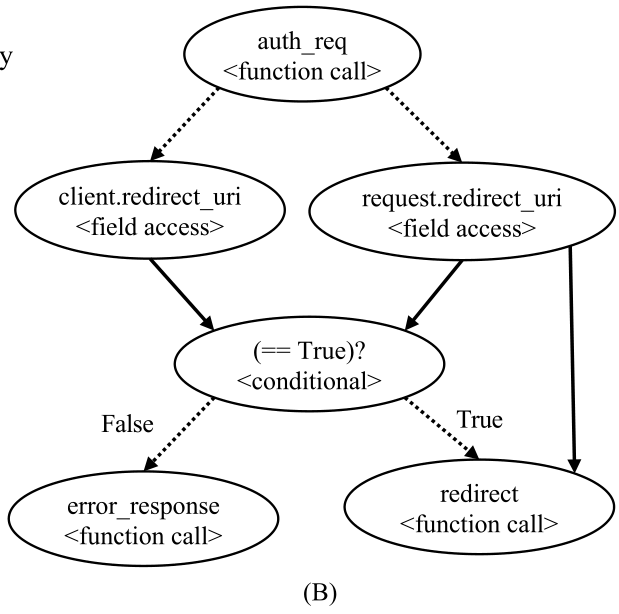 auth_req
<function call>
y
client.redirect_uri
<field access>
request.redirect_uri
<field access>
(== True)?
<conditional>
False
True
error_response
<function call>
redirect
<function call>
(B)